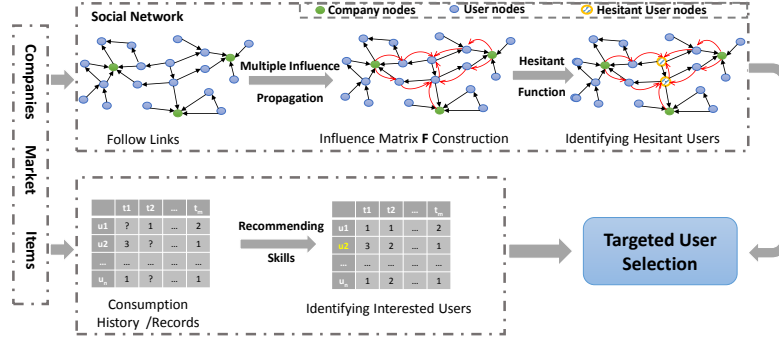 Social Network
Company nodes
User nodes
Hesitant User nodes
Companies
Market
Items
Multiple Influence
Propagation
Hesitant
Function
Follow Links
Influence Matrix F Construction
Identifying Hesitant Users
t1 t2 ... tm
u1 ? 1 ... 2
u2 3 ? ... 1
... ... ... ... ...
un 1 ? ... 1
Recommending
Skills
t1 t2 ... tm
u1 1 1 ... 2
u2 3 2 ... 1
... ... ... ... ...
un 1 2 ... 1
Consumption
History /Records
Identifying Interested Users
Targeted User
Selection